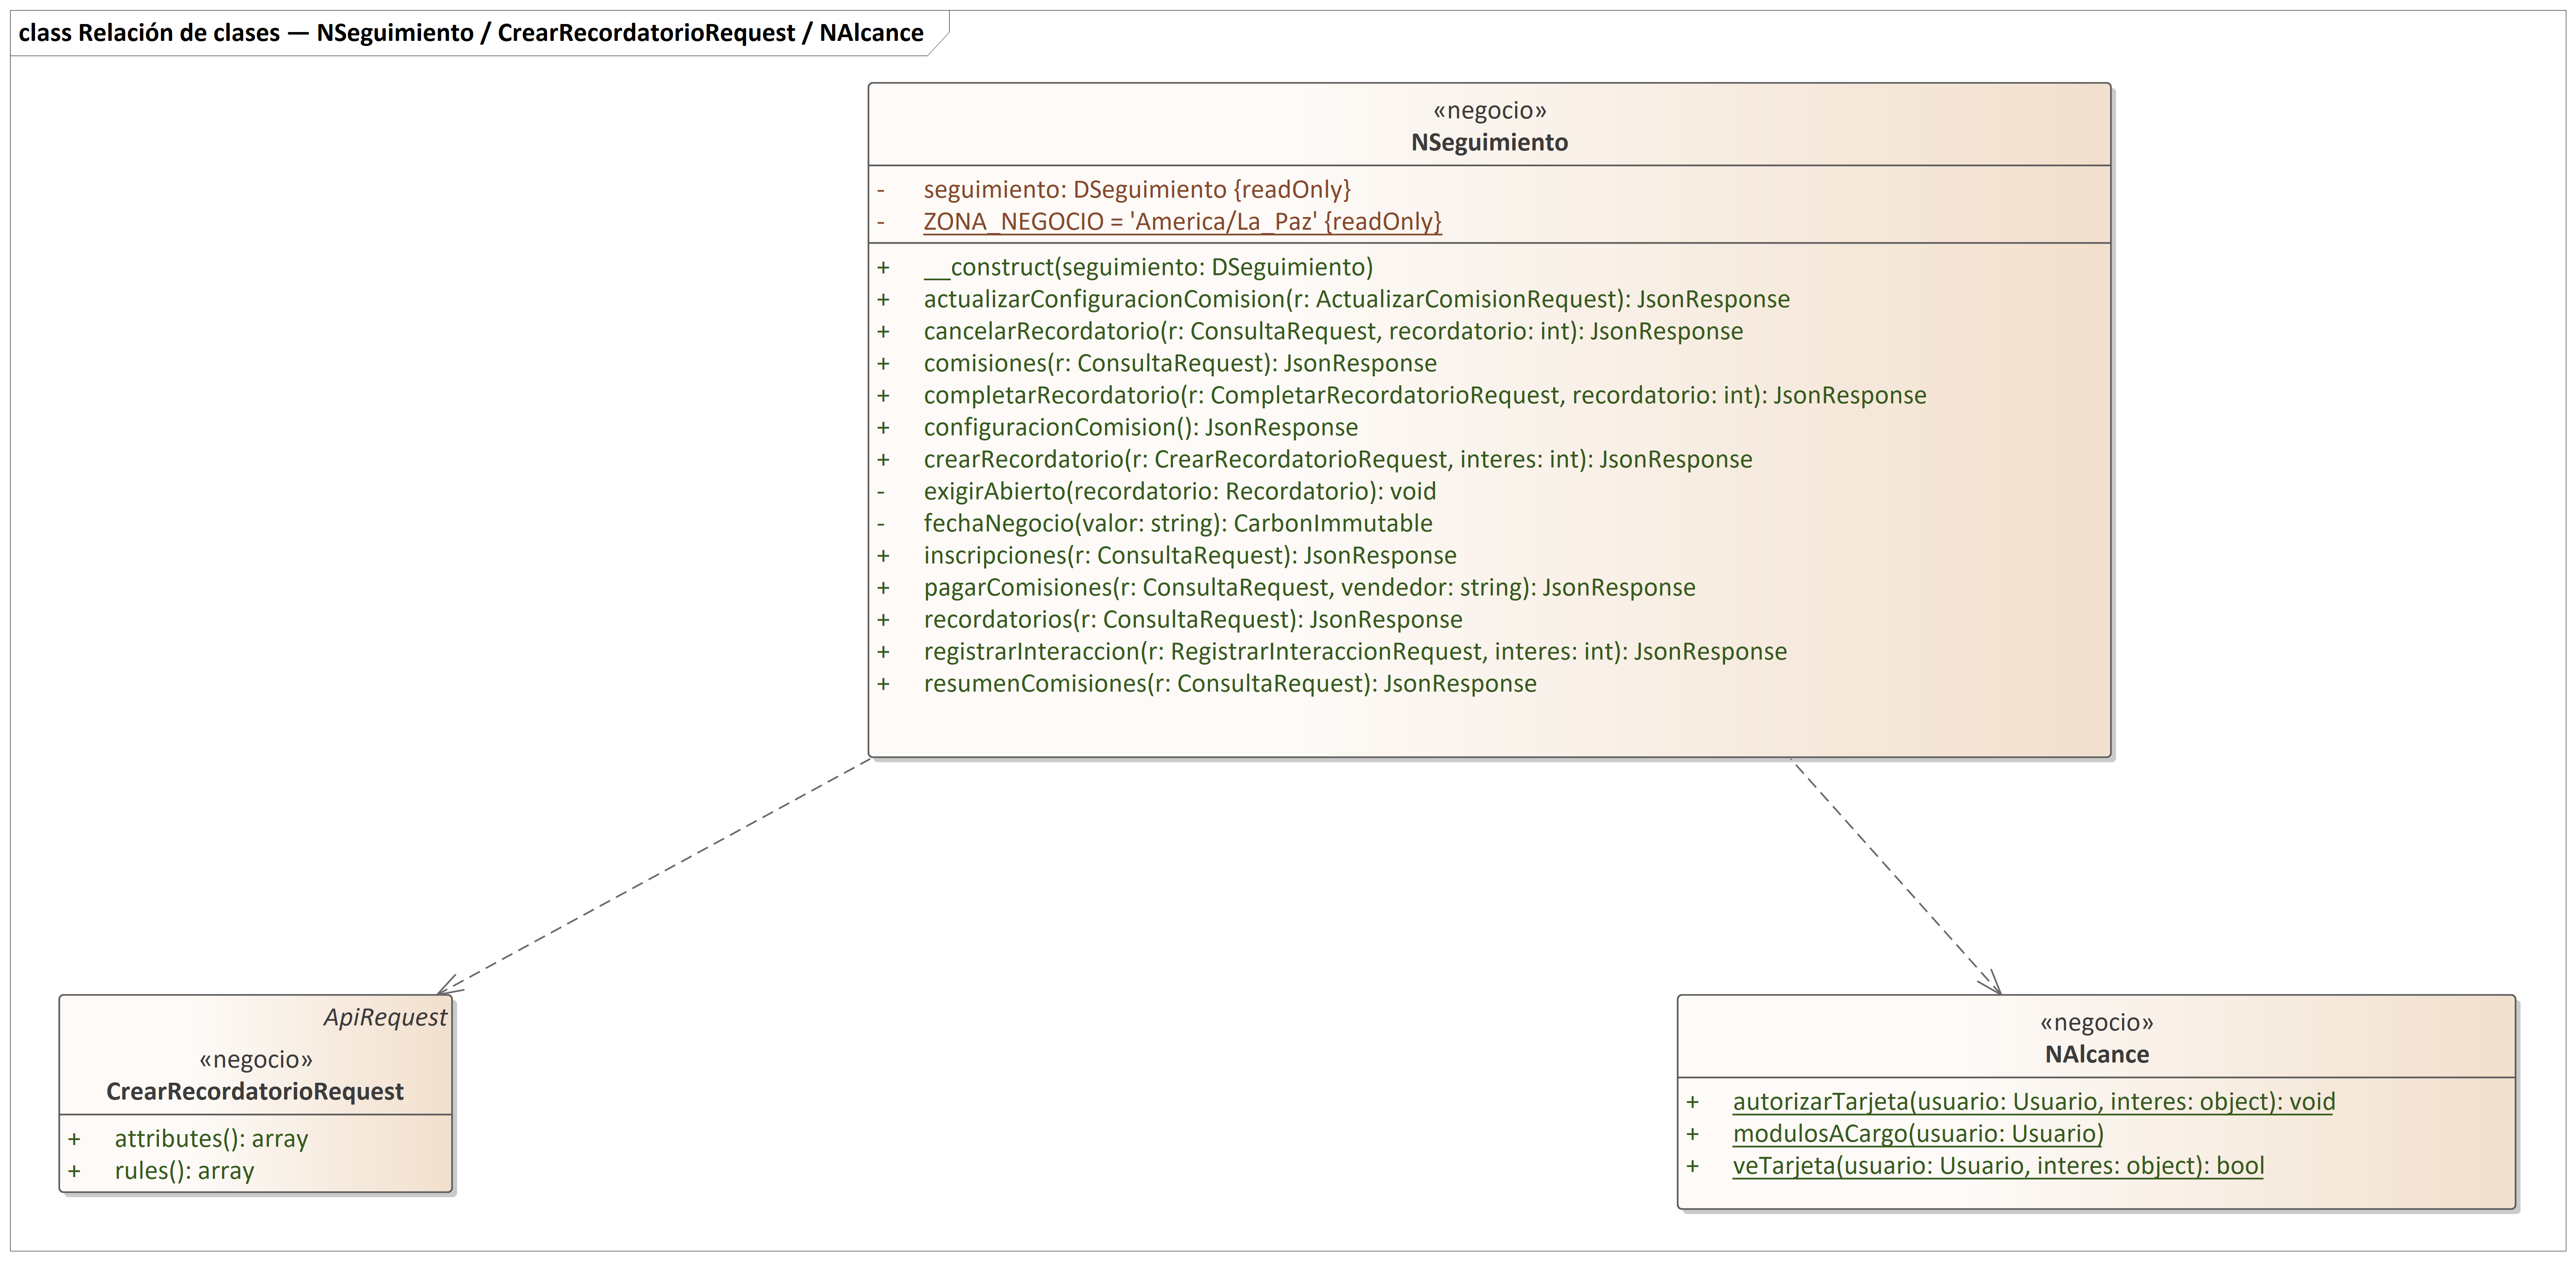 class Relación de clases — NSeguimiento / CrearRecordatorioRequest / NAlcance
«negocio»
NSeguimiento
- seguimiento: DSeguimiento {readOnly}
- ZONA_NEGOCIO = 'America/La_Paz' {readOnly}
+ __construct(seguimiento: DSeguimiento)
+ actualizarConfiguracionComision(r: ActualizarComisionRequest): JsonResponse
+ cancelarRecordatorio(r: ConsultaRequest, recordatorio: int): JsonResponse
+ comisiones(r: ConsultaRequest): JsonResponse
+ completarRecordatorio(r: CompletarRecordatorioRequest, recordatorio: int): JsonResponse
+ configuracionComision(): JsonResponse
+ crearRecordatorio(r: CrearRecordatorioRequest, interes: int): JsonResponse
- exigirAbierto(recordatorio: Recordatorio): void
- fechaNegocio(valor: string): CarbonImmutable
+ inscripciones(r: ConsultaRequest): JsonResponse
+ pagarComisiones(r: ConsultaRequest, vendedor: string): JsonResponse
+ recordatorios(r: ConsultaRequest): JsonResponse
+ registrarInteraccion(r: RegistrarInteraccionRequest, interes: int): JsonResponse
+ resumenComisiones(r: ConsultaRequest): JsonResponse
ApiRequest
«negocio»
CrearRecordatorioRequest
+ attributes(): array
+ rules(): array
«negocio»
NAlcance
+ autorizarTarjeta(usuario: Usuario, interes: object): void
+ modulosACargo(usuario: Usuario)
+ veTarjeta(usuario: Usuario, interes: object): bool